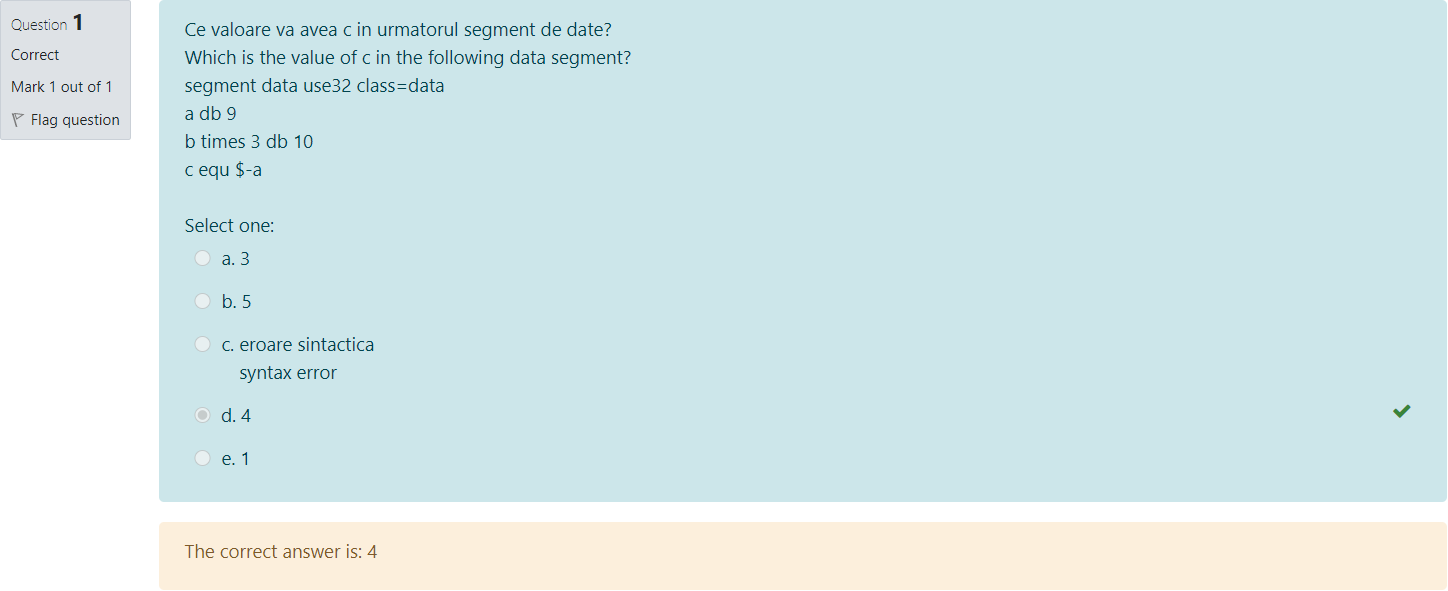 Question 1
Correct
Mark 1 out of 1
Flag question
Ce valoare va avea c in urmatorul segment de date?
Which is the value of c in the following data segment?
segment data use32 class=data
a db 9
b times 3 db 10
c equ $-a
Select one:
a. 3
b. 5
c. eroare sintactica
syntax error
d. 4
e. 1
The correct answer is: 4